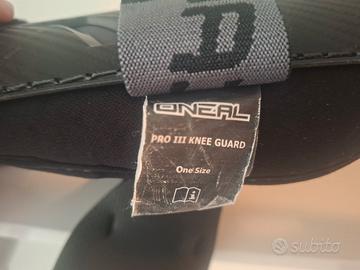 ONEAL
PRO III KNEE GUARD
One Size
subito